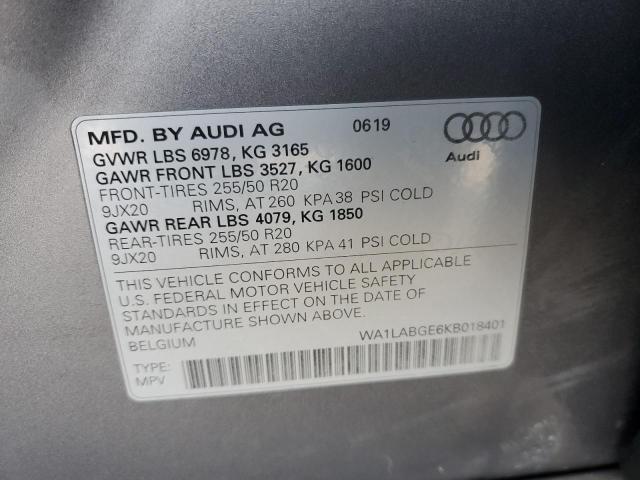 MFD. BY AUDI AG 0619
GVWR LBS 6978, KG 3165
GAWR FRONT LBS 3527, KG 1600
FRONT-TIRES 255/50 R20
9JX20 RIMS, AT 260 KPA 38 PSI COLD
GAWR REAR LBS 4079, KG 1850
REAR-TIRES 255/50 R20
9JX20 RIMS, AT 280 KPA 41 PSI COLD
Audi
THIS VEHICLE CONFORMS TO ALL APPLICABLE
U.S. FEDERAL MOTOR VEHICLE SAFETY
STANDARDS IN EFFECT ON THE DATE OF
MANUFACTURE SHOWN ABOVE.
BELGIUM
WA1LABGE6KB018401
TYPE:
MPV